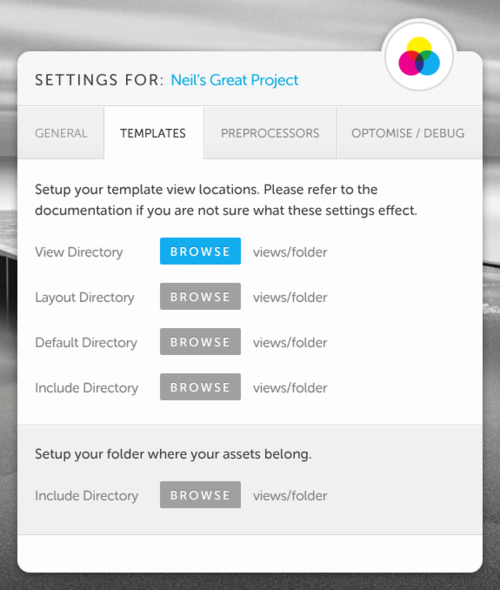 SETTINGS FOR: Neil's Great Project
GENERAL TEMPLATES PREPROCESSORS OPTOMISE / DEBUG
Setup your template view locations. Please refer to the
documentation if you are not sure what these settings effect.
View Directory BROWSE views/folder
Layout Directory BROWSE views/folder
Default Directory BROWSE views/folder
Include Directory BROWSE views/folder
Setup your folder where your assets belong.
Include Directory BROWSE views/folder